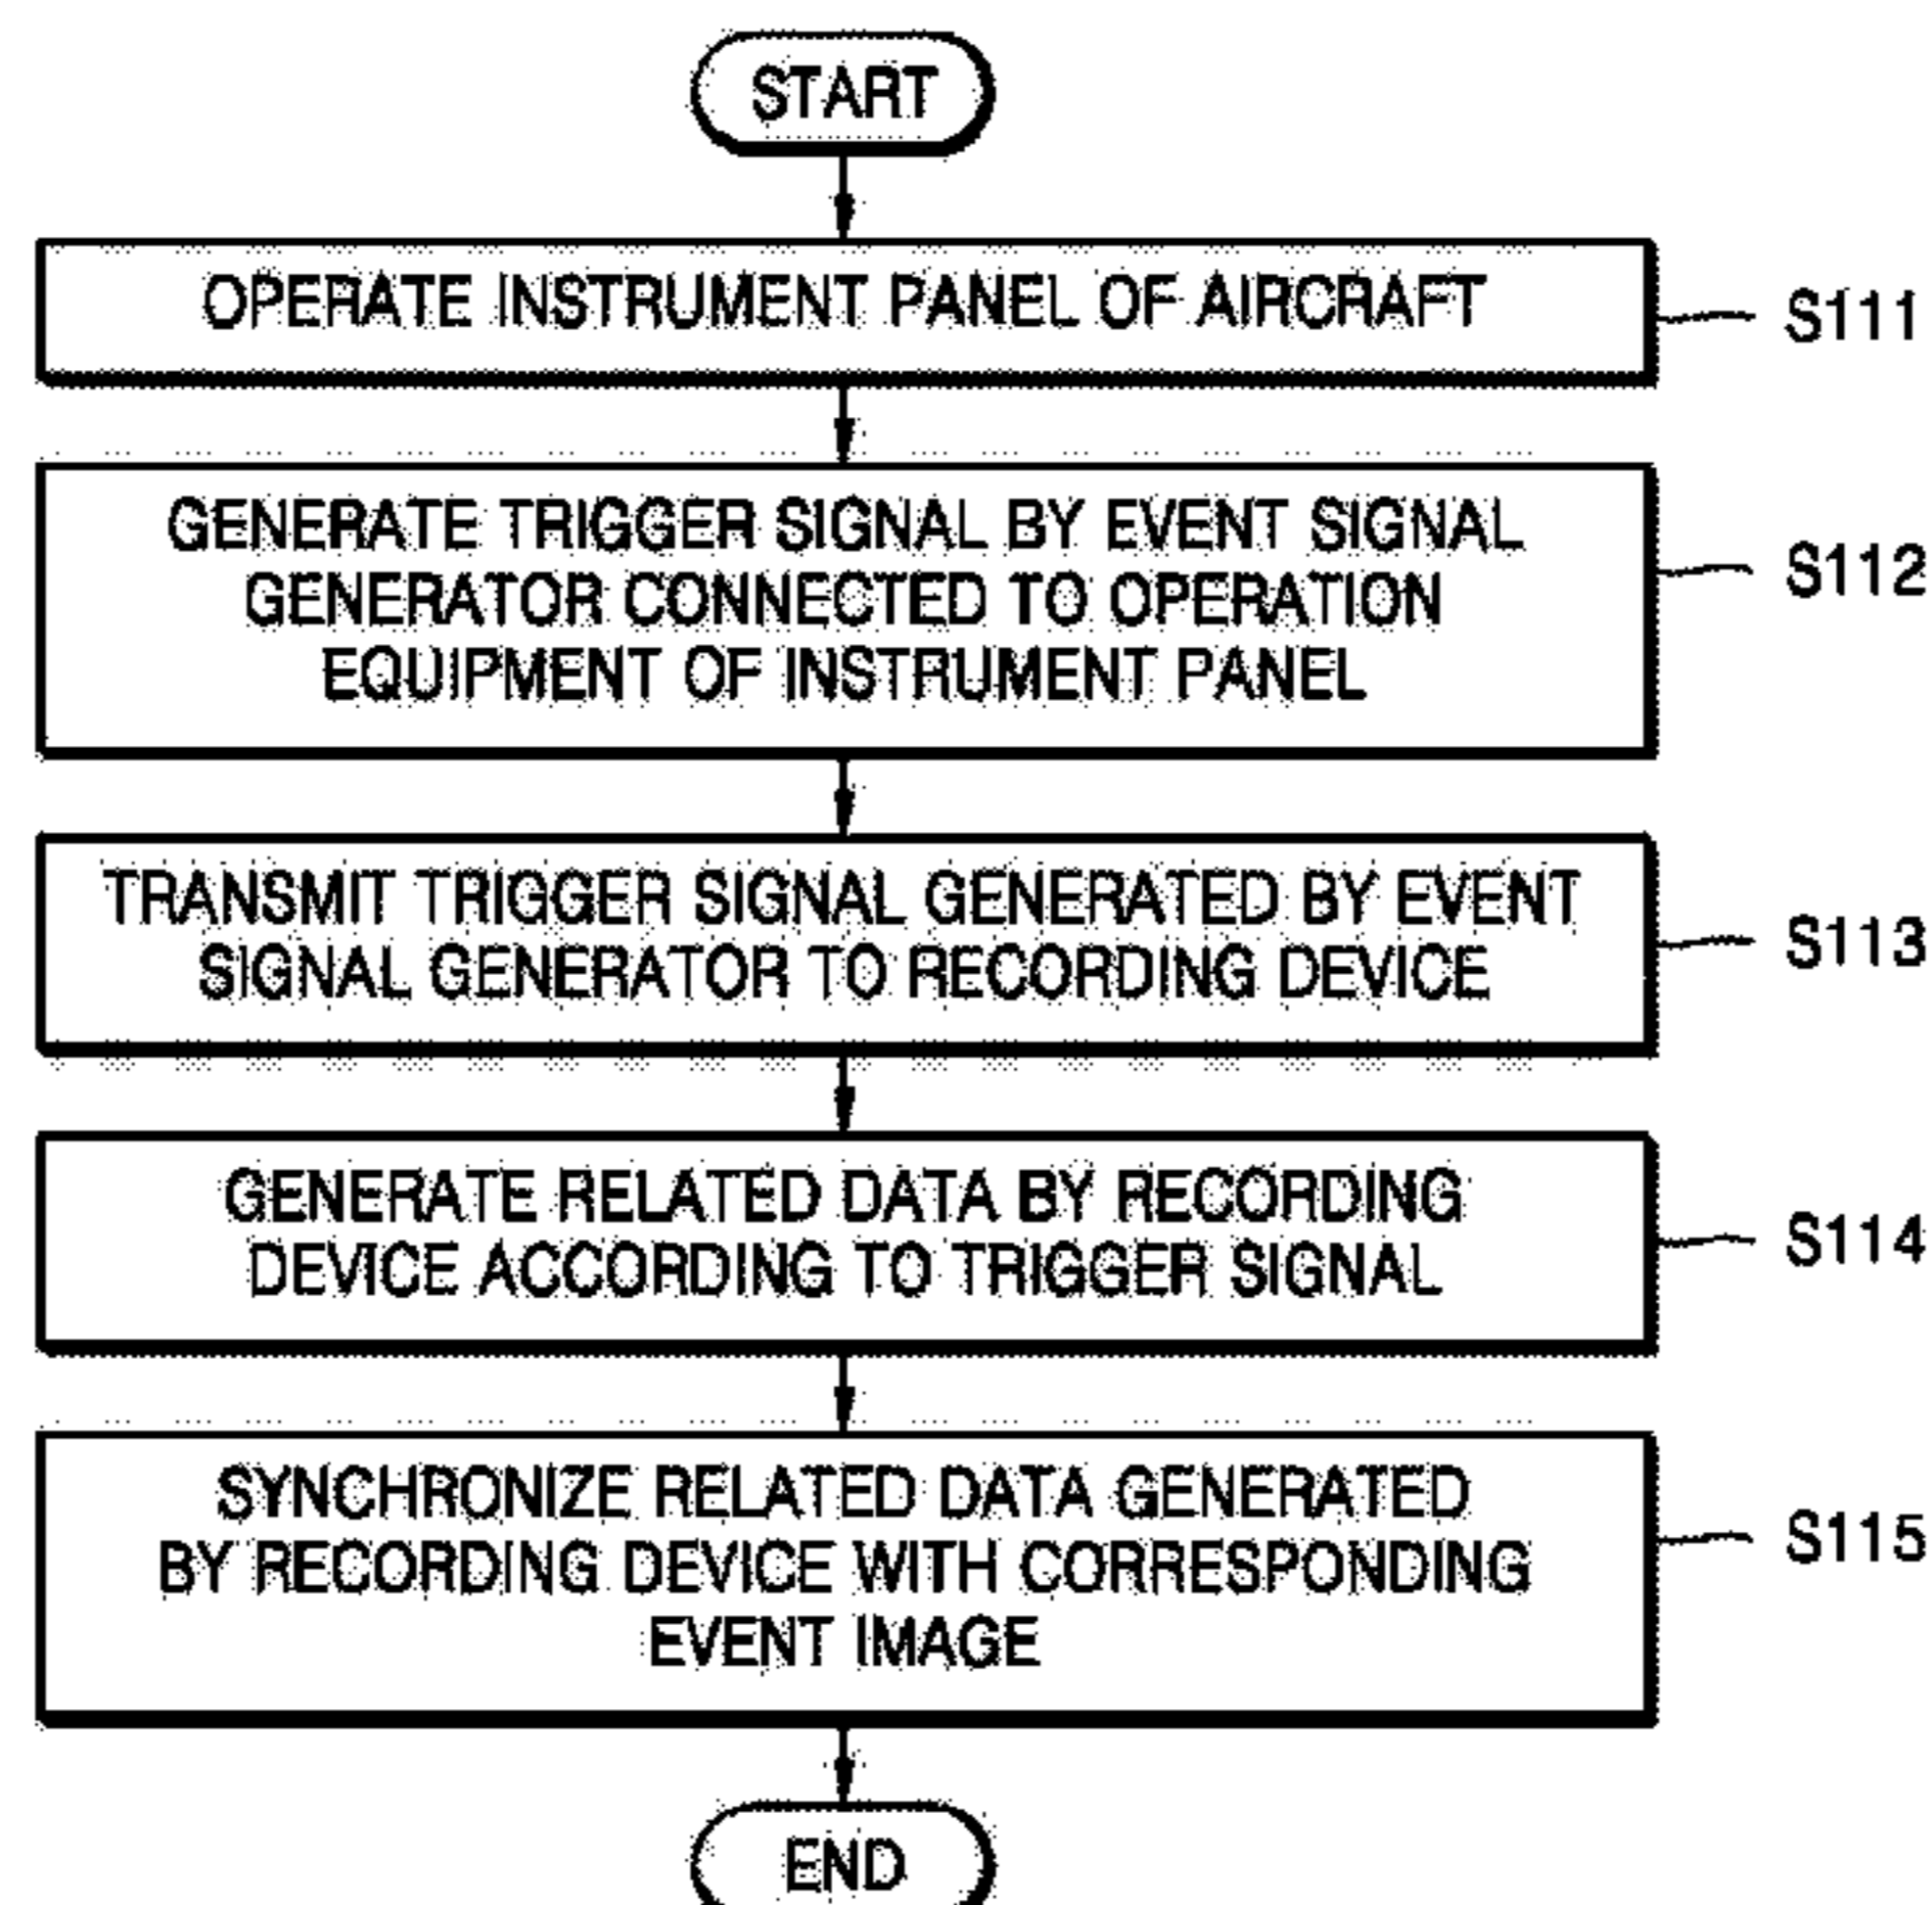 START
OPERATE INSTRUMENT PANEL OF AIRCRAFT
S111
GENERATE TRIGGER SIGNAL BY EVENT SIGNAL
GENERATOR CONNECTED TO OPERATION
EQUIPMENT OF INSTRUMENT PANEL
S112
TRANSMIT TRIGGER SIGNAL GENERATED BY EVENT
SIGNAL GENERATOR TO RECORDING DEVICE
S113
GENERATE RELATED DATA BY RECORDING
DEVICE ACCORDING TO TRIGGER SIGNAL
S114
SYNCHRONIZE RELATED DATA GENERATED
BY RECORDING DEVICE WITH CORRESPONDING
EVENT IMAGE
S115
END